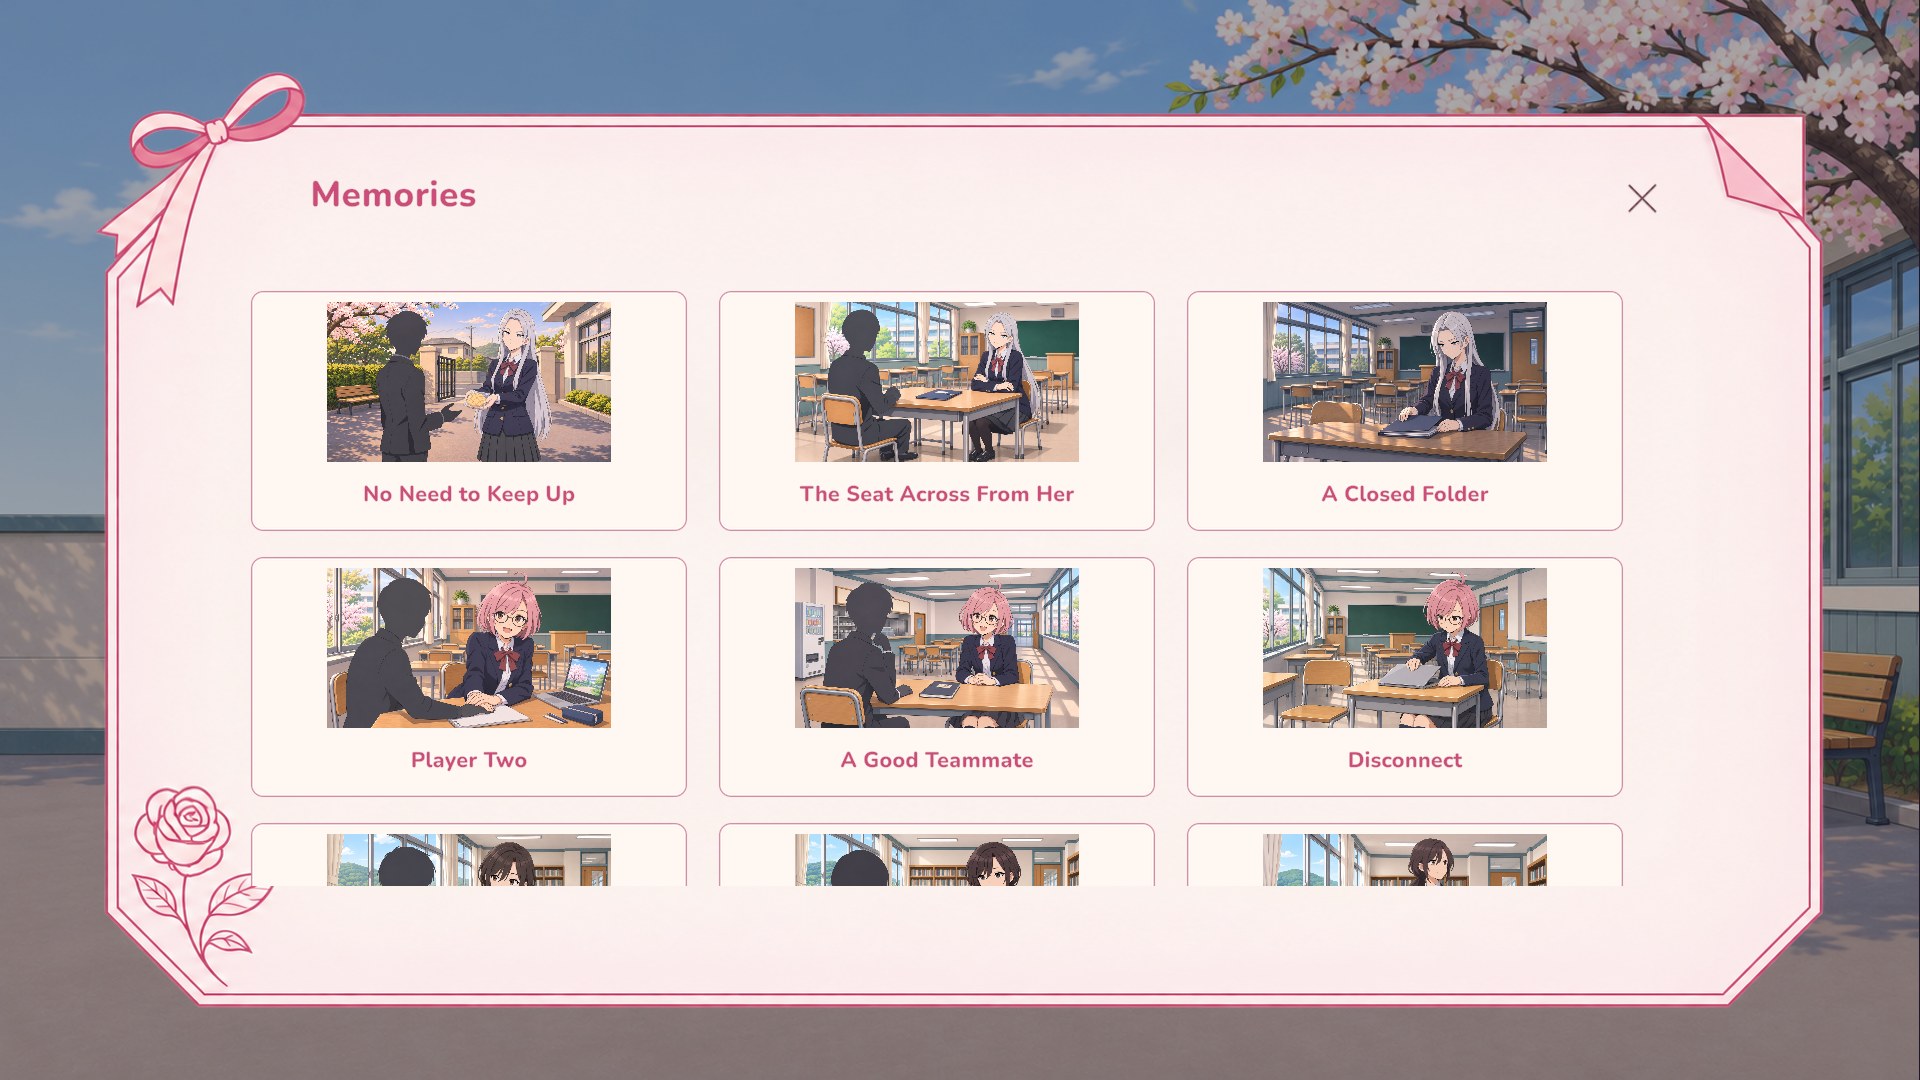 Memories
No Need to Keep Up
The Seat Across From Her
A Closed Folder
Player Two
A Good Teammate
Disconnect